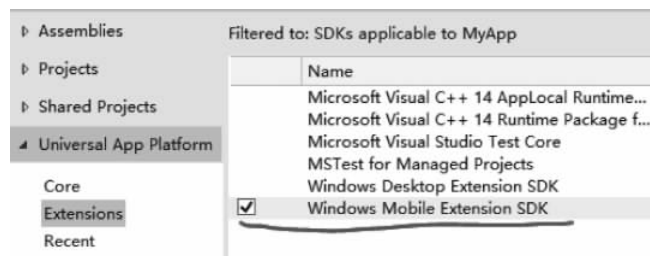 Assemblies
Projects
Shared Projects
Universal App Platform
Core
Extensions
Recent
Filtered to: SDKs applicable to MyApp
Name
Microsoft Visual C++ 14 AppLocal Runtime...
Microsoft Visual C++ 14 Runtime Package f...
Microsoft Visual Studio Test Core
MSTest for Managed Projects
Windows Desktop Extension SDK
Windows Mobile Extension SDK